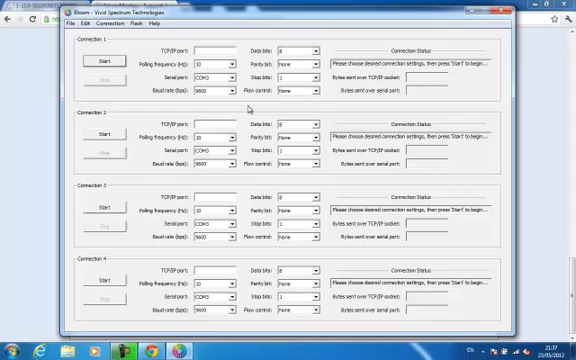 Bloom - Vivid Spectrum Technologies
File Edit Connection Flash Help
Connection 1
TCP/IP port: Data bits: 8 Connection Status
Start Polling frequency (Hz): 10 Parity bit: None Please choose desired connection settings, then press 'Start' to begin...
Stop Serial port: COM3 Stop bits: 1 Bytes sent over TCP/IP socket:
Baud rate (bps): 9600 Flow control: None Bytes sent over serial port:
Connection 2
TCP/IP port: Data bits: 8 Connection Status
Start Polling frequency (Hz): 10 Parity bit: None Please choose desired connection settings, then press 'Start' to begin...
Stop Serial port: COM3 Stop bits: 1 Bytes sent over TCP/IP socket:
Baud rate (bps): 9600 Flow control: None Bytes sent over serial port:
Connection 3
TCP/IP port: Data bits: 8 Connection Status
Start Polling frequency (Hz): 10 Parity bit: None Please choose desired connection settings, then press 'Start' to begin...
Stop Serial port: COM3 Stop bits: 1 Bytes sent over TCP/IP socket:
Baud rate (bps): 9600 Flow control: None Bytes sent over serial port:
Connection 4
TCP/IP port: Data bits: 8 Connection Status
Start Polling frequency (Hz): 10 Parity bit: None Please choose desired connection settings, then press 'Start' to begin...
Stop Serial port: COM3 Stop bits: 1 Bytes sent over TCP/IP socket:
Baud rate (bps): 9600 Flow control: None Bytes sent over serial port:
EN 21:37
23/05/2012